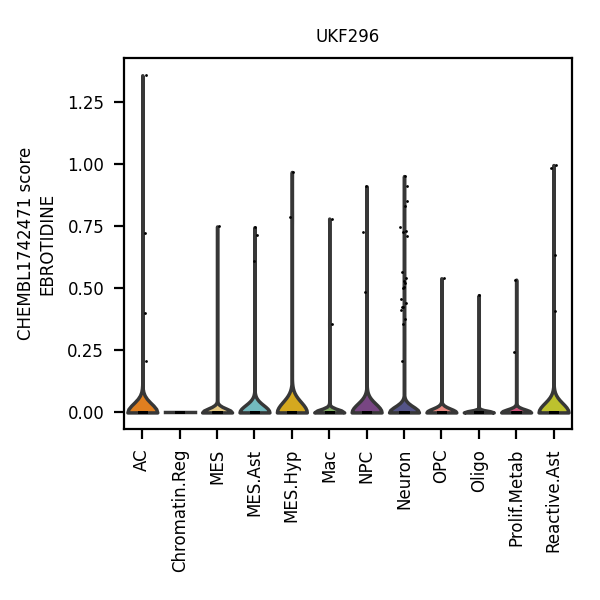 UKF296
CHEMBL1742471 score
EBROTIDINE
1.25
1.00
0.75
0.50
0.25
0.00
AC
Chromatin.Reg
MES
MES.Ast
MES.Hyp
Mac
NPC
Neuron
OPC
Oligo
Prolif.Metab
Reactive.Ast